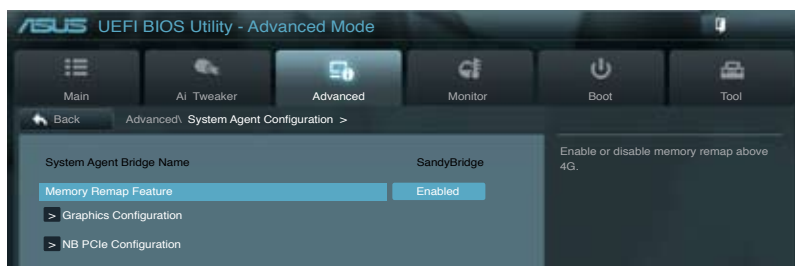 ASUS UEFI BIOS Utility - Advanced Mode
Main Ai Tweaker Advanced Monitor Boot Tool
Back Advanced\ System Agent Configuration >
System Agent Bridge Name SandyBridge
Memory Remap Feature Enabled
> Graphics Configuration
> NB PCIe Configuration
Enable or disable memory remap above
4G.